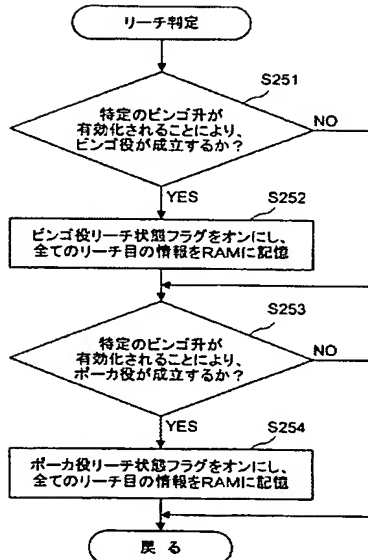 リーチ判定
S251
特定のビンゴ升が
有効化されることにより、
ビンゴ役が成立するか?
NO
YES
S252
ビンゴ役リーチ状態フラグをオンにし、
全てのリーチ目の情報をRAMに記憶
S253
特定のビンゴ升が
有効化されることにより、
ポーカ役が成立するか?
NO
YES
S254
ポーカ役リーチ状態フラグをオンにし、
全てのリーチ目の情報をRAMに記憶
戻る